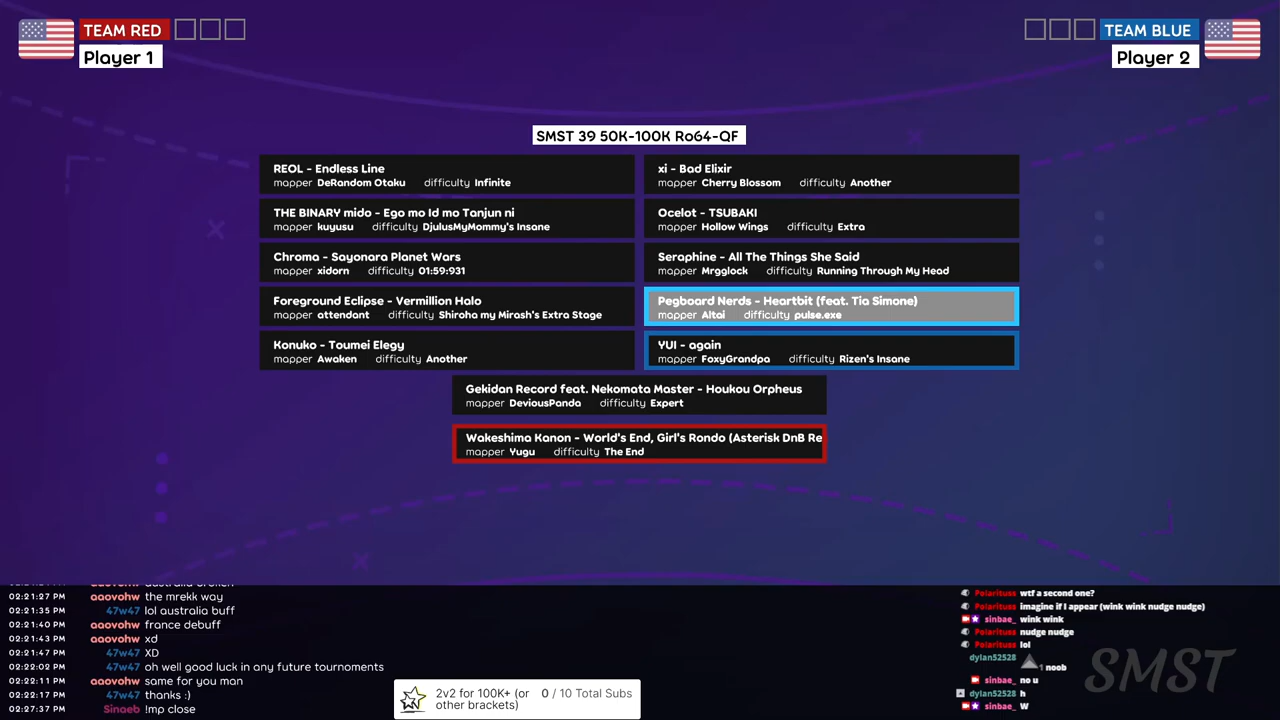 TEAM RED
Player 1
TEAM BLUE
Player 2
SMST 39 50K-100K RoG4-QF
REOL - Endless Line
mapper DeRandom Otaku difficulty Infinite
xi - Bad Elixir
mapper Cherry Blossom difficulty Another
THE BINARY mido - Ego mo Id mo Tanjun ni
mapper kuyusu difficulty DjulusMyMommy's Insane
Ocelot - TSUBAKI
mapper Hollow Wings difficulty Extra
Chroma - Sayonara Planet Wars
mapper xidorn difficulty 01:59:931
Seraphine - All The Things She Said
mapper Mrgglock difficulty Running Through My Head
Foreground Eclipse - Vermillion Halo
mapper attendant difficulty Shiroha my Mirash's Extra Stage
Pegboard Nerds - Heartbit (feat. Tia Simone)
mapper Altai difficulty pulse.exe
Konuko - Toumei Elegy
mapper Awaken difficulty Another
YUI - again
mapper FoxyGrandpa difficulty Rizen's Insane
Gekidan Record feat. Nekomata Master - Houkou Orpheus
mapper DeviousPanda difficulty Expert
Wakeshima Kanon - World's End, Girl's Rondo (Asterisk DnB Re
mapper Yugu difficulty The End
02:21:27 PM aaovohw the mrekk way
02:21:35 PM 47w47 lol australia buff
02:21:40 PM aaovohw france debuff
02:21:43 PM aaovohw xd
02:21:47 PM 47w47 XD
02:22:02 PM 47w47 oh well good luck in any future tournoments
02:22:11 PM aaovohw same for you man
02:22:17 PM 47w47 thanks :)
02:27:37 PM Sinaeb !mp close
2v2 for 100K+ (or other brackets)
0 / 10 Total Subs
Polarituss wtf a second one?
Polarituss imagine if I appear (wink wink nudge nudge)
sinbae_ wink wink
Polarituss nudge nudge
Polarituss lol
dylan52528 1 noob
sinbae_ no u
dylan52528 h
sinbae_ W
SMST